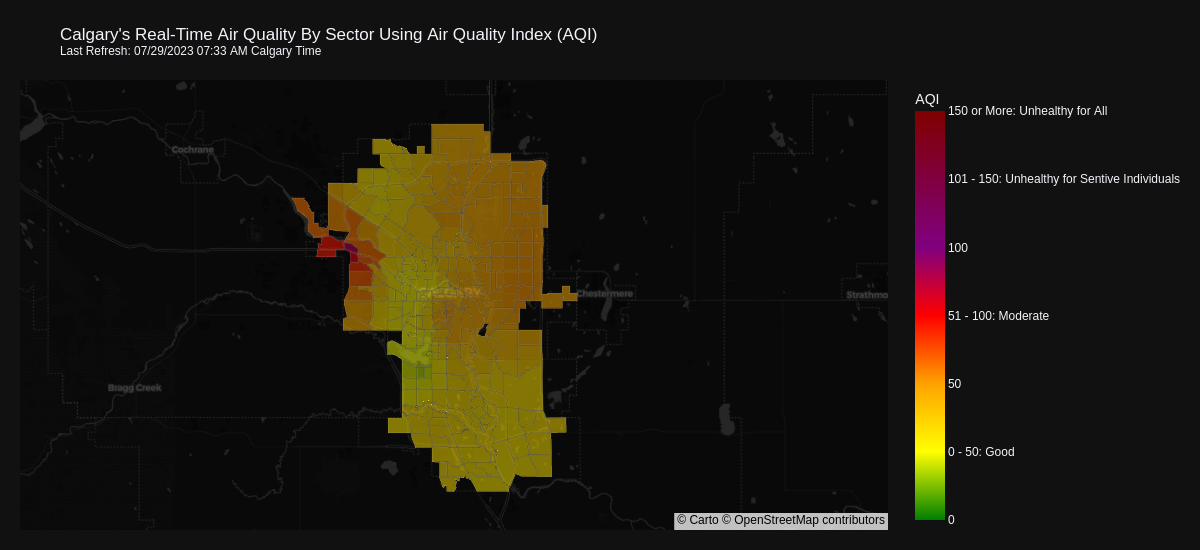 Calgary's Real-Time Air Quality By Sector Using Air Quality Index (AQI)
Last Refresh: 07/29/2023 07:33 AM Calgary Time
AQI
150 or More: Unhealthy for All
Cochrane
101 - 150: Unhealthy for Sentive Individuals
100
CALGARY
Chestermere
Strathmo
51 - 100: Moderate
50
Bragg Creek
0 - 50: Good
0
© Carto © OpenStreetMap contributors